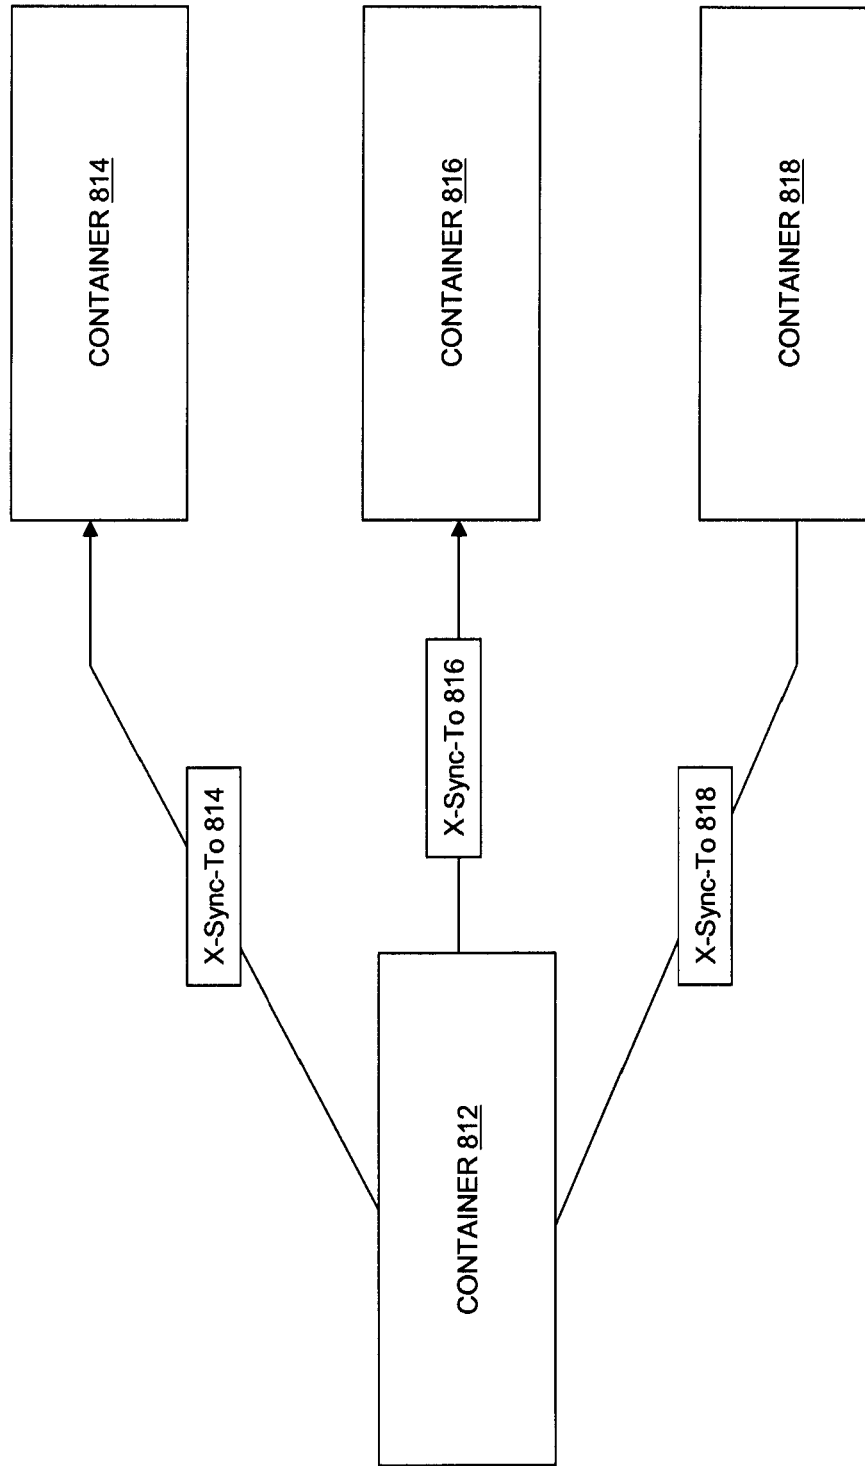 CONTAINER 814
CONTAINER 816
CONTAINER 818
X-Sync-To 814
X-Sync-To 816
X-Sync-To 818
CONTAINER 812